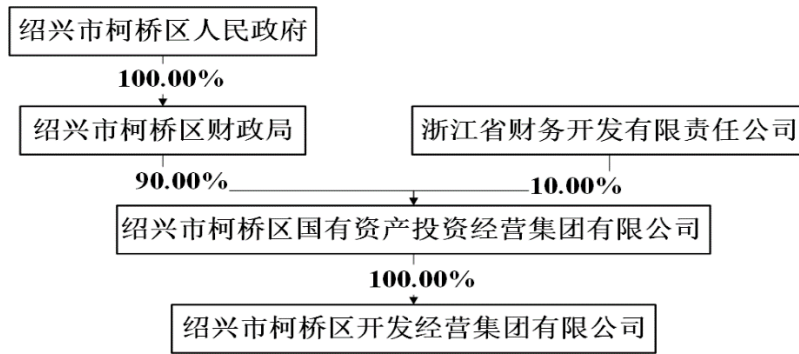 绍兴市柯桥区人民政府
100.00%
绍兴市柯桥区财政局
浙江省财务开发有限责任公司
90.00%
10.00%
绍兴市柯桥区国有资产投资经营集团有限公司
100.00%
绍兴市柯桥区开发经营集团有限公司